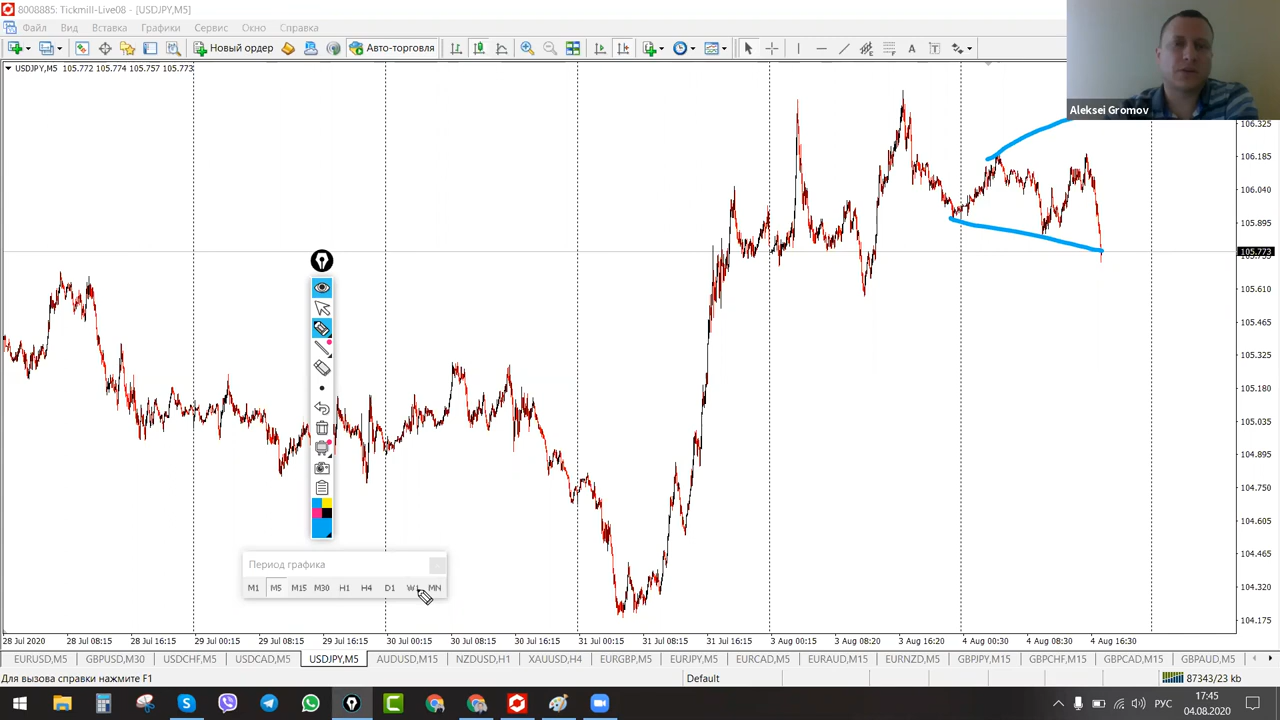 8008885: Tickmill-Live08 - [USDJPY,M5]
Файл Вид Вставка Графики Сервис Окно Справка
Новый ордер Авто-торговля
USDJPY,M5 105.772 105.774 105.757 105.773
Aleksei Gromov
106.325
106.185
106.040
105.895
105.773
105.610
105.465
105.325
105.180
105.035
104.895
104.750
104.605
104.465
104.320
104.175
Период графика
M1 M5 M15 M30 H1 H4 D1 W1 MN
28 Jul 2020 28 Jul 08:15 28 Jul 16:15 29 Jul 00:15 29 Jul 08:15 29 Jul 16:15 30 Jul 00:15 30 Jul 08:15 30 Jul 16:15 31 Jul 00:15 31 Jul 08:15 31 Jul 16:15 3 Aug 00:15 3 Aug 08:20 3 Aug 16:20 4 Aug 00:30 4 Aug 08:30 4 Aug 16:30
EURUSD,M5 GBPUSD,M30 USDCHF,M5 USDCAD,M5 USDJPY,M5 AUDUSD,M15 NZDUSD,H1 XAUUSD,H4 EURGBP,M5 EURJPY,M5 EURCAD,M5 EURAUD,M15 EURNZD,M5 GBPJPY,M15 GBPCHF,M15 GBPCAD,M15 GBPAUD,M5
Для вызова справки нажмите F1 Default 87343/23 kb
РУС
17:45
04.08.2020